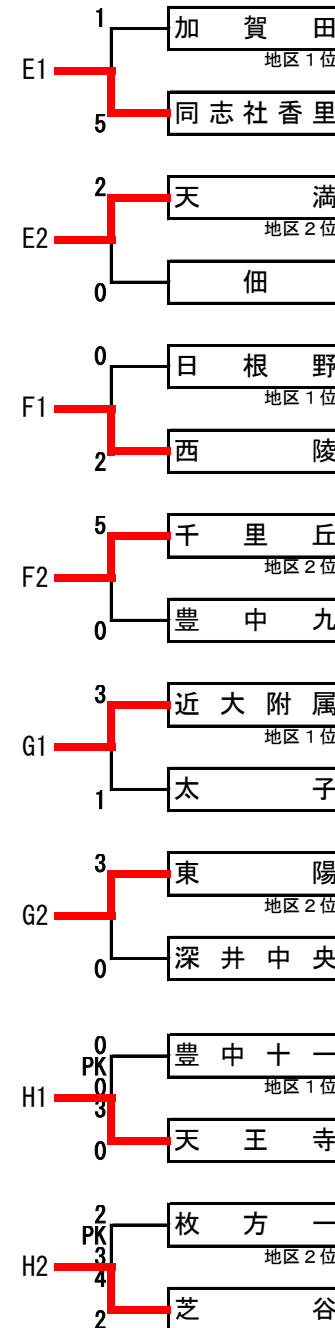 1
加賀田
地区1位
E1
同志社香里
5
2
天満
地区2位
E2
佃
0
0
日根野
地区1位
F1
西陵
2
5
千里丘
地区2位
F2
豊中九
0
3
近大附属
地区1位
G1
太子
1
3
東陽
地区2位
G2
深井中央
0
0
豊中十一
PK
0
地区1位
H1
3
天王寺
0
2
枚方一
PK
3
地区2位
H2
4
芝谷
2